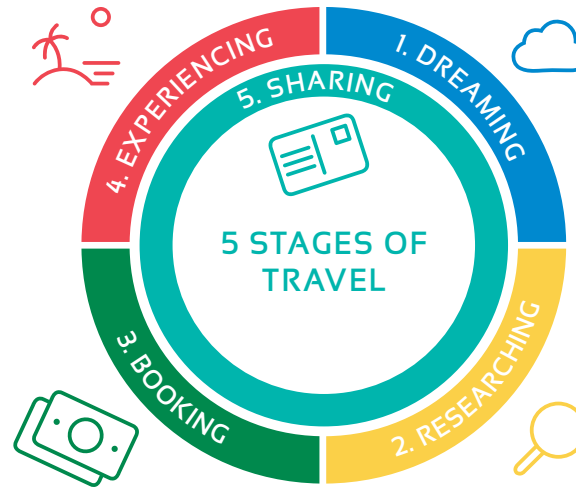 1. DREAMING
2. RESEARCHING
3. BOOKING
4. EXPERIENCING
5. SHARING
5 STAGES OF
TRAVEL